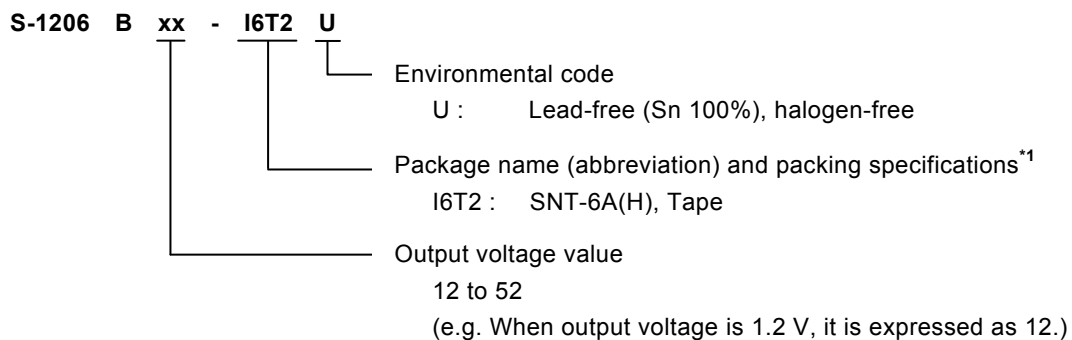 S-1206 B xx - I6T2 U
Environmental code
U : Lead-free (Sn 100%), halogen-free
Package name (abbreviation) and packing specifications*1
I6T2 : SNT-6A(H), Tape
Output voltage value
12 to 52
(e.g. When output voltage is 1.2 V, it is expressed as 12.)